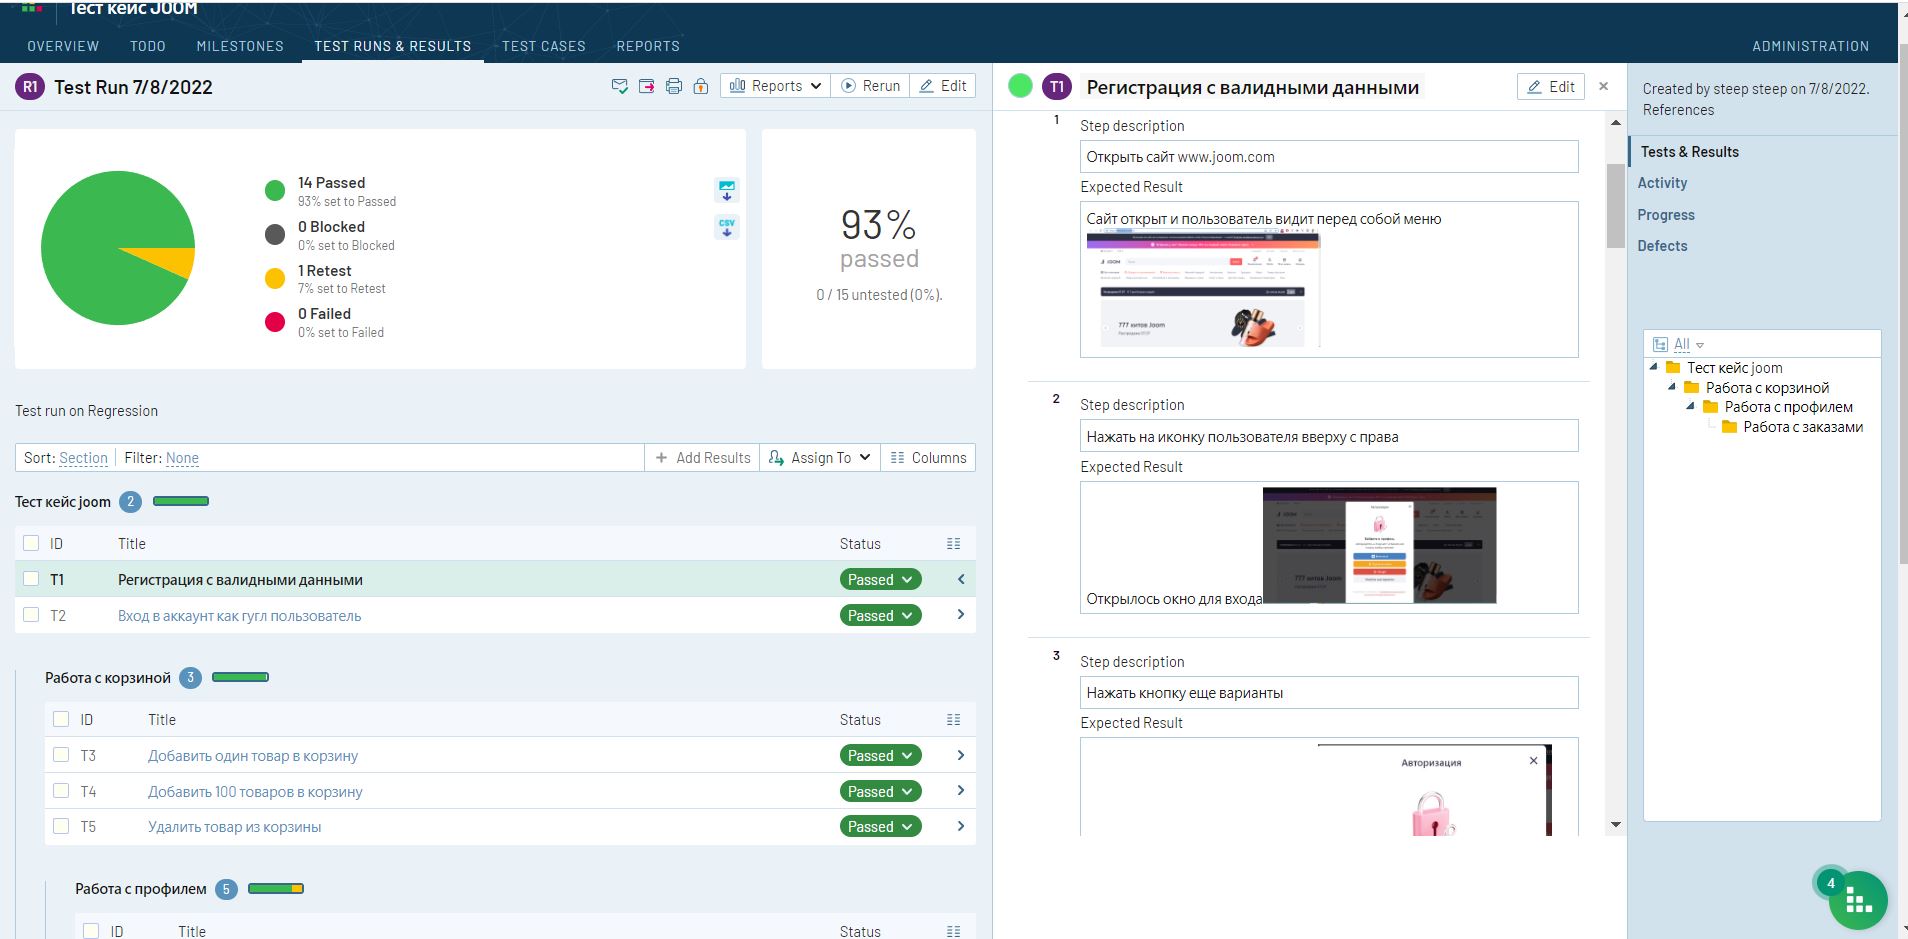 Тест кейс JOOM
OVERVIEW TODO MILESTONES TEST RUNS & RESULTS TEST CASES REPORTS ADMINISTRATION
R1 Test Run 7/8/2022
Reports Rerun Edit
14 Passed
93% set to Passed
0 Blocked
0% set to Blocked
1 Retest
7% set to Retest
0 Failed
0% set to Failed
CSV
93%
passed
0 / 15 untested (0%).
Test run on Regression
Sort: Section Filter: None
Add Results Assign To Columns
Тест кейс joom 2
ID Title Status
T1 Регистрация с валидными данными Passed
T2 Вход в аккаунт как гугл пользователь Passed
Работа с корзиной 3
ID Title Status
T3 Добавить один товар в корзину Passed
T4 Добавить 100 товаров в корзину Passed
T5 Удалить товар из корзины Passed
Работа с профилем 5
ID Title Status
T1 Регистрация с валидными данными
Edit
1 Step description
Открыть сайт www.joom.com
Expected Result
Сайт открыт и пользователь видит перед собой меню
JOOM
777 хитов Joom
2 Step description
Нажать на иконку пользователя вверху с права
Expected Result
777 хитов Joom
Открылось окно для входа
3 Step description
Нажать кнопку еще варианты
Expected Result
Авторизация
Created by steep steep on 7/8/2022.
References
Tests & Results
Activity
Progress
Defects
All
Тест кейс joom
Работа с корзиной
Работа с профилем
Работа с заказами
4